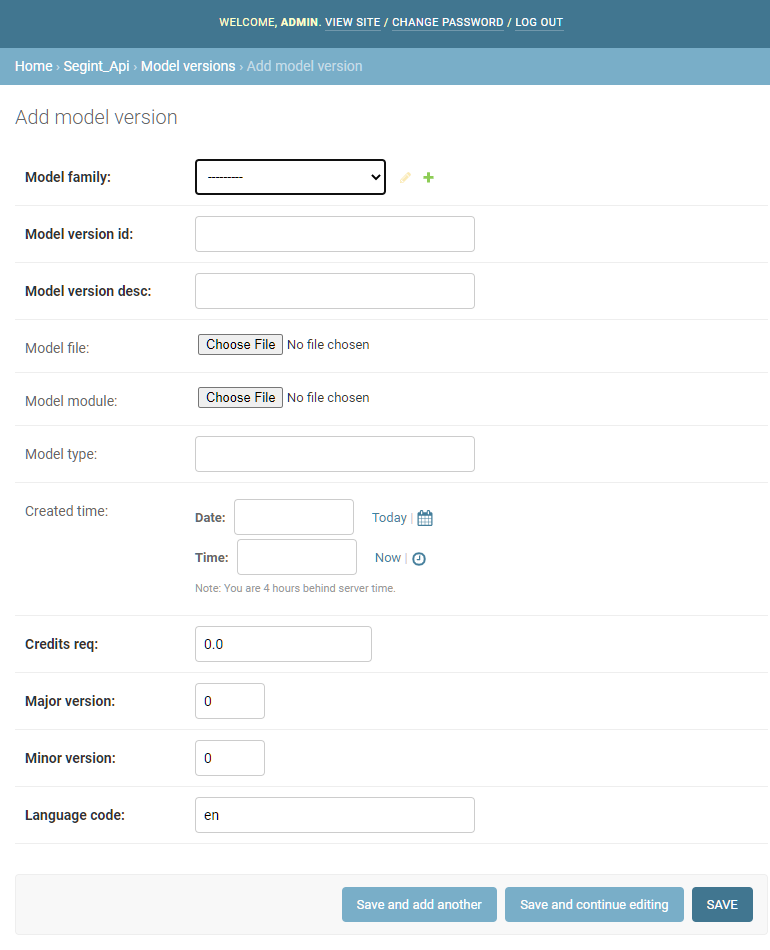 WELCOME, ADMIN. VIEW SITE / CHANGE PASSWORD / LOG OUT
Home › Segint_Api › Model versions › Add model version
Add model version
Model family: ---------
Model version id:
Model version desc:
Model file: Choose File No file chosen
Model module: Choose File No file chosen
Model type:
Created time:
Date: Today |
Time: Now |
Note: You are 4 hours behind server time.
Credits req: 0.0
Major version: 0
Minor version: 0
Language code: en
Save and add another Save and continue editing SAVE